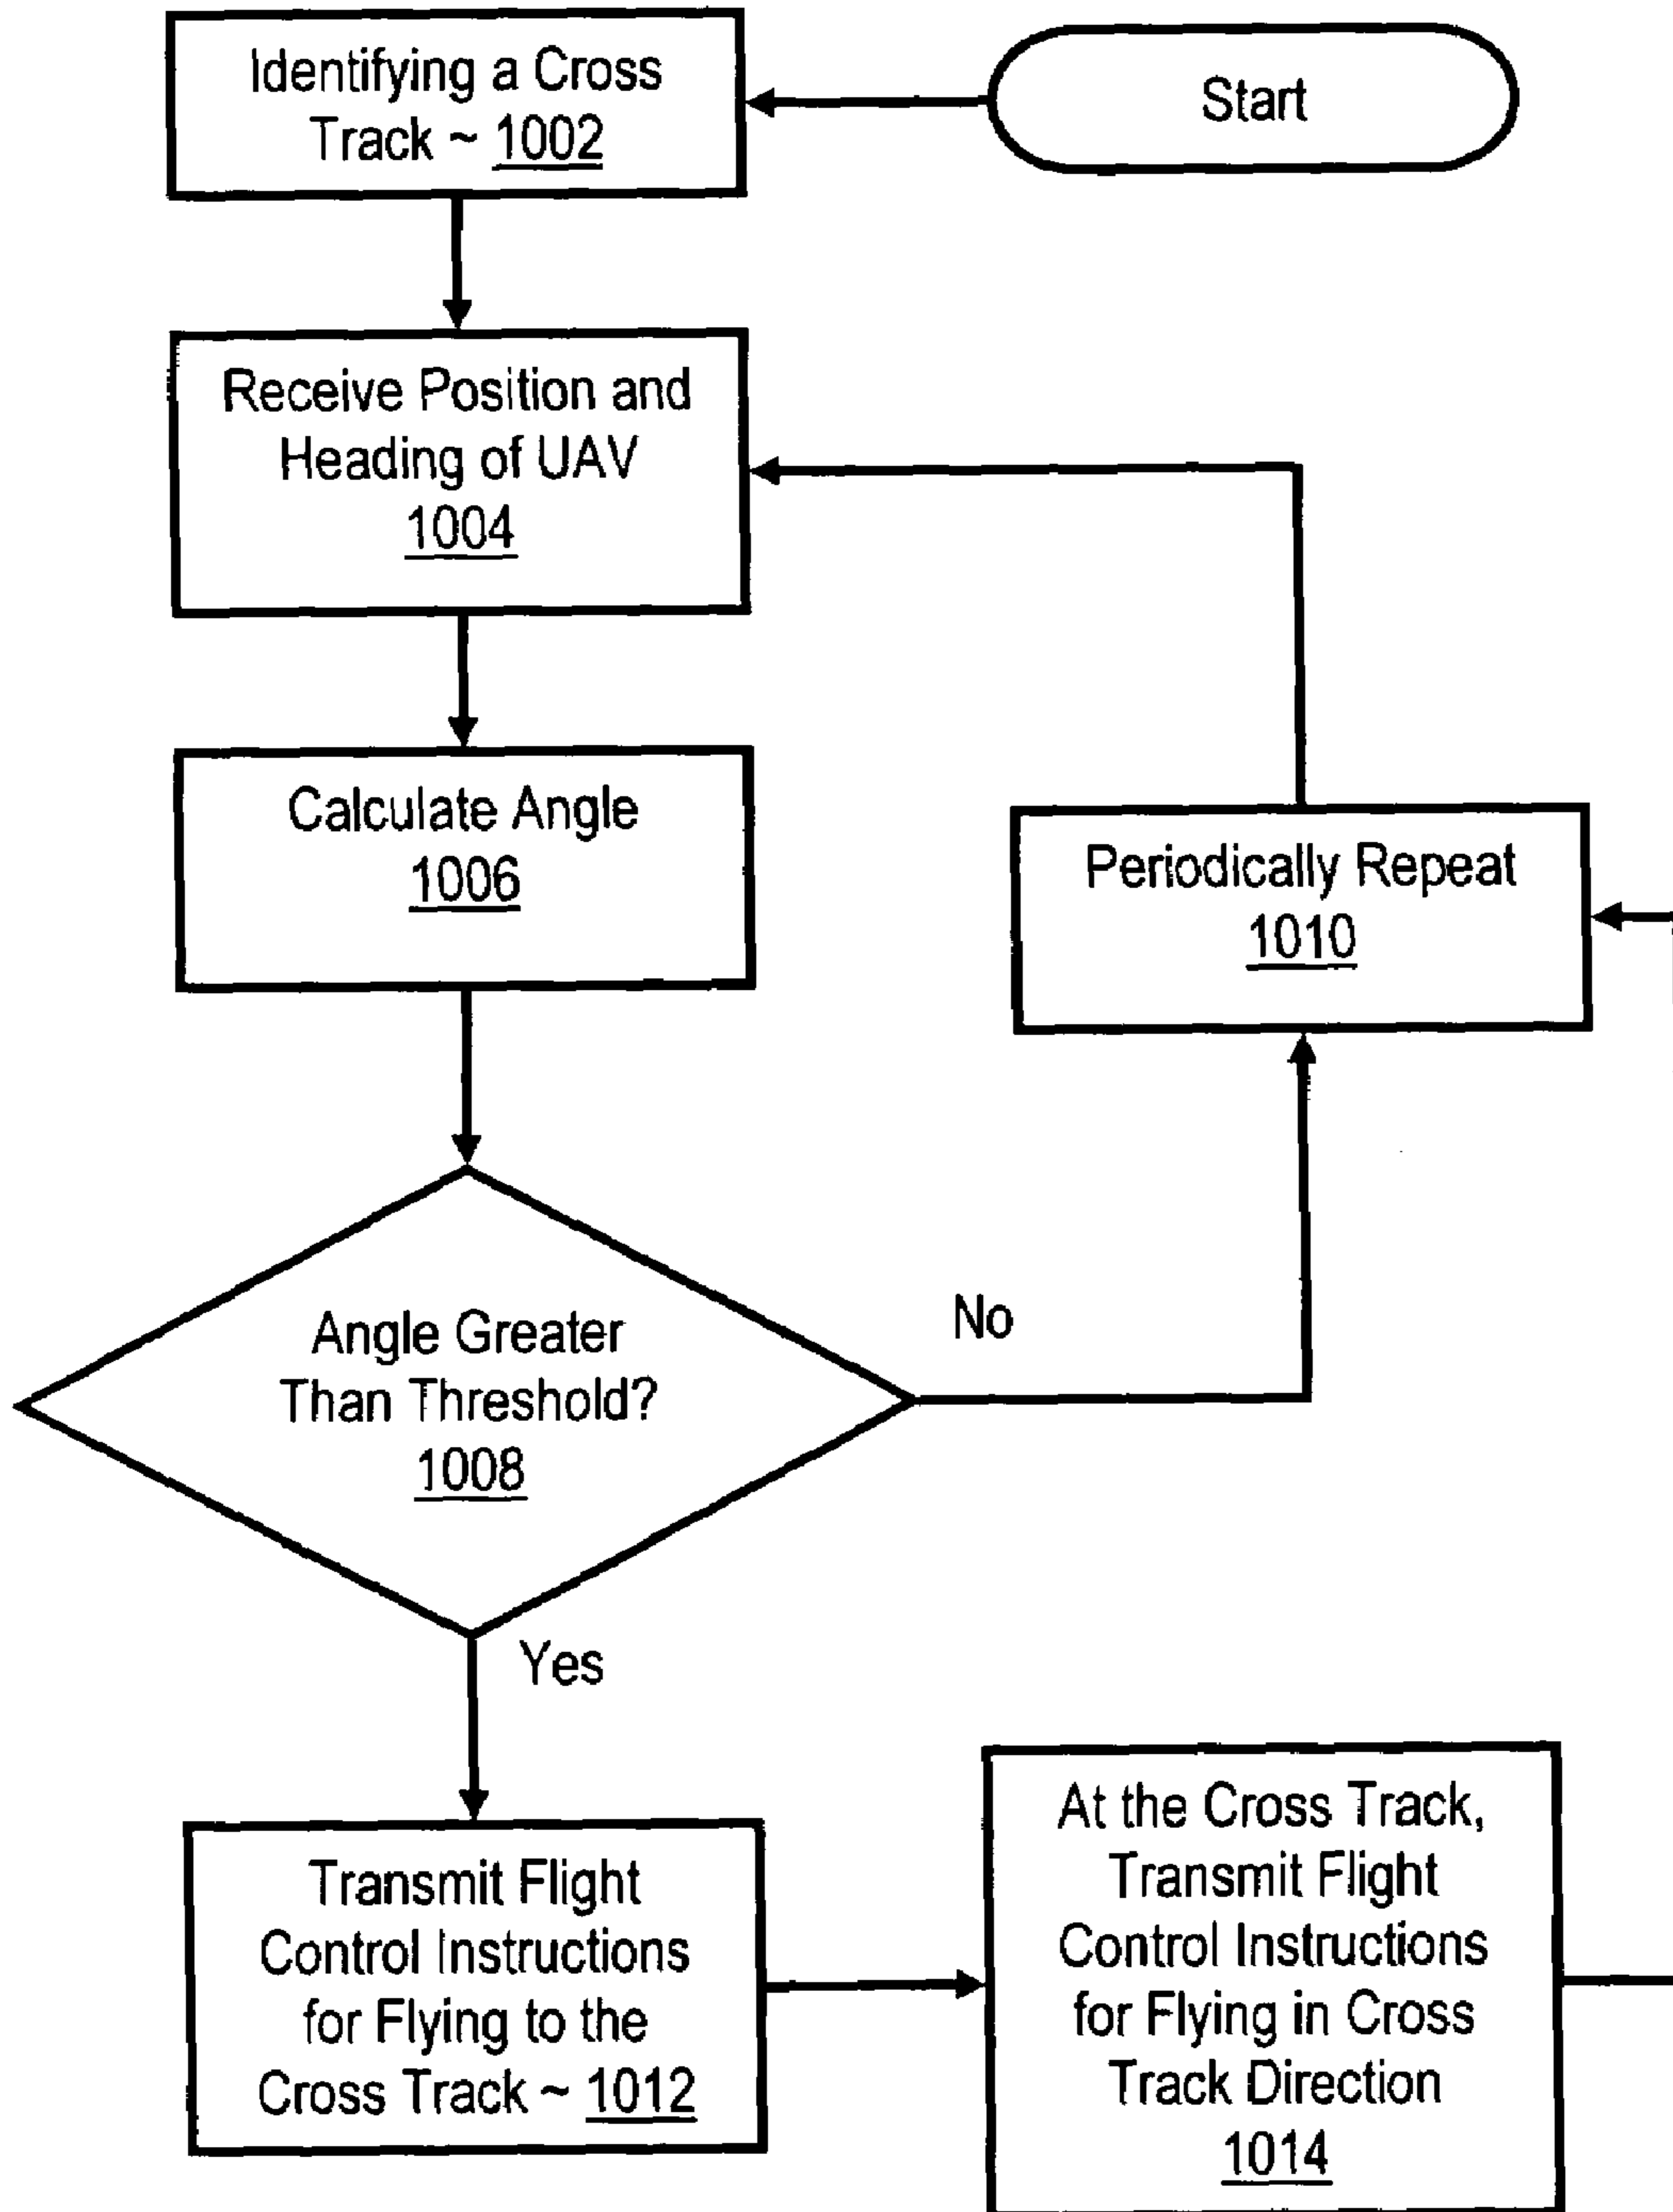 Start
Identifying a Cross
Track ~ 1002
Receive Position and
Heading of UAV
1004
Calculate Angle
1006
Periodically Repeat
1010
Angle Greater
Than Threshold?
1008
No
Yes
Transmit Flight
Control Instructions
for Flying to the
Cross Track ~ 1012
At the Cross Track,
Transmit Flight
Control Instructions
for Flying in Cross
Track Direction
1014